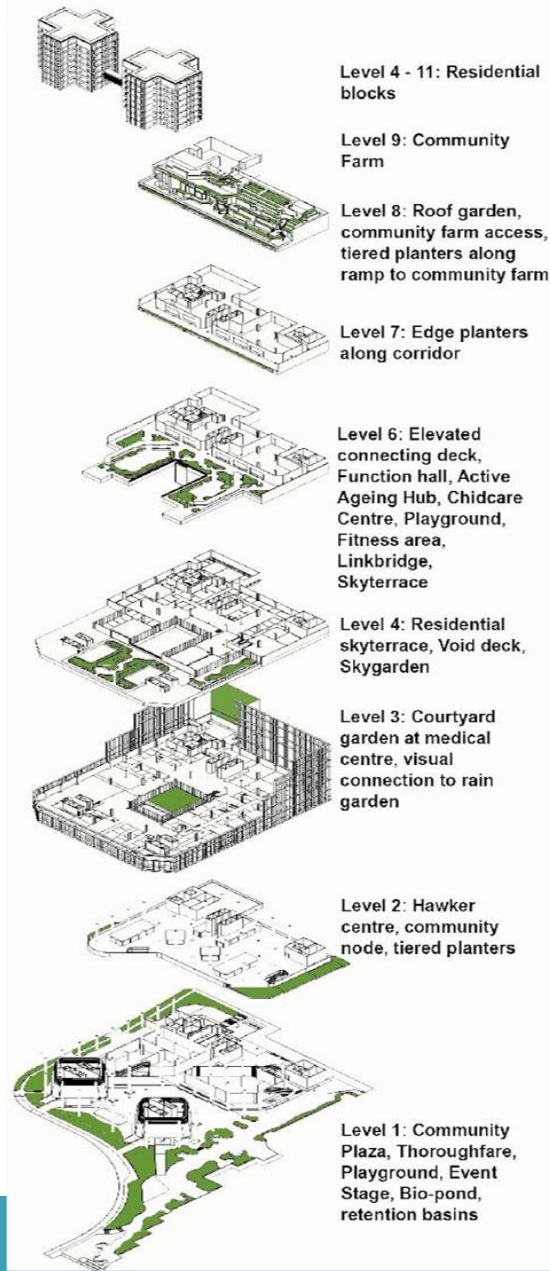 Level 4 - 11: Residential
blocks
Level 9: Community
Farm
Level 8: Roof garden,
community farm access,
tiered planters along
ramp to community farm
Level 7: Edge planters
along corridor
Level 6: Elevated
connecting deck,
Function hall, Active
Ageing Hub, Chidcare
Centre, Playground,
Fitness area,
Linkbridge,
Skyterrace
Level 4: Residential
skyterrace, Void deck,
Skygarden
Level 3: Courtyard
garden at medical
centre, visual
connection to rain
garden
Level 2: Hawker
centre, community
node, tiered planters
Level 1: Community
Plaza, Thoroughfare,
Playground, Event
Stage, Bio-pond,
retention basins